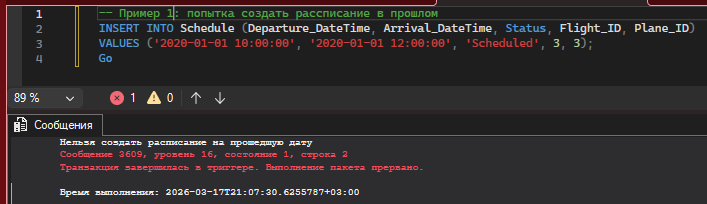 1 -- Пример 1: попытка создать рассписание в прошлом
2 INSERT INTO Schedule (Departure_DateTime, Arrival_DateTime, Status, Flight_ID, Plane_ID)
3 VALUES ('2020-01-01 10:00:00', '2020-01-01 12:00:00', 'Scheduled', 3, 3);
4 Go
89 % 1 0
Сообщения
Нельзя создать расписание на прошедшую дату
Сообщение 3609, уровень 16, состояние 1, строка 2
Транзакция завершилась в триггере. Выполнение пакета прервано.
Время выполнения: 2026-03-17T21:07:30.6255787+03:00